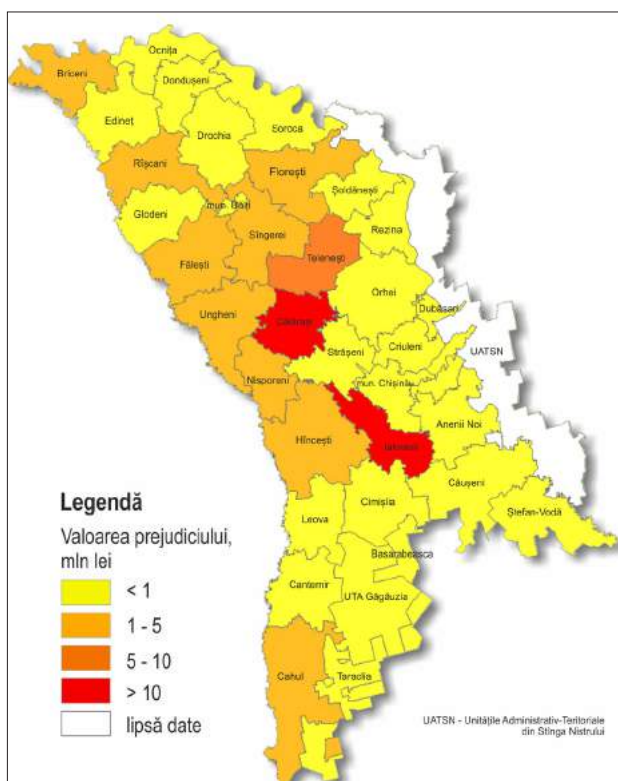 Ocnița
Briceni
Dondușeni
Edineț
Drochia
Soroca
Rîșcani
Florești
Șoldănești
Glodeni
mun. Bălți
Sîngerei
Rezina
Telenești
Fălești
Orhei
Ungheni
Călărași
Dubăsari
Criuleni
Strășeni
UATSN
Nisporeni
mun. Chișinău
Anenii Noi
Hîncești
Ialoveni
Căușeni
Cimișlia
Ștefan-Vodă
Leova
Basarabeasca
Cantemir
UTA Găgăuzia
Cahul
Taraclia
Legendă
Valoarea prejudiciului,
mln lei
< 1
1 - 5
5 - 10
> 10
lipsă date
UATSN - Unitățile Administrativ-Teritoriale
din Stînga Nistrului